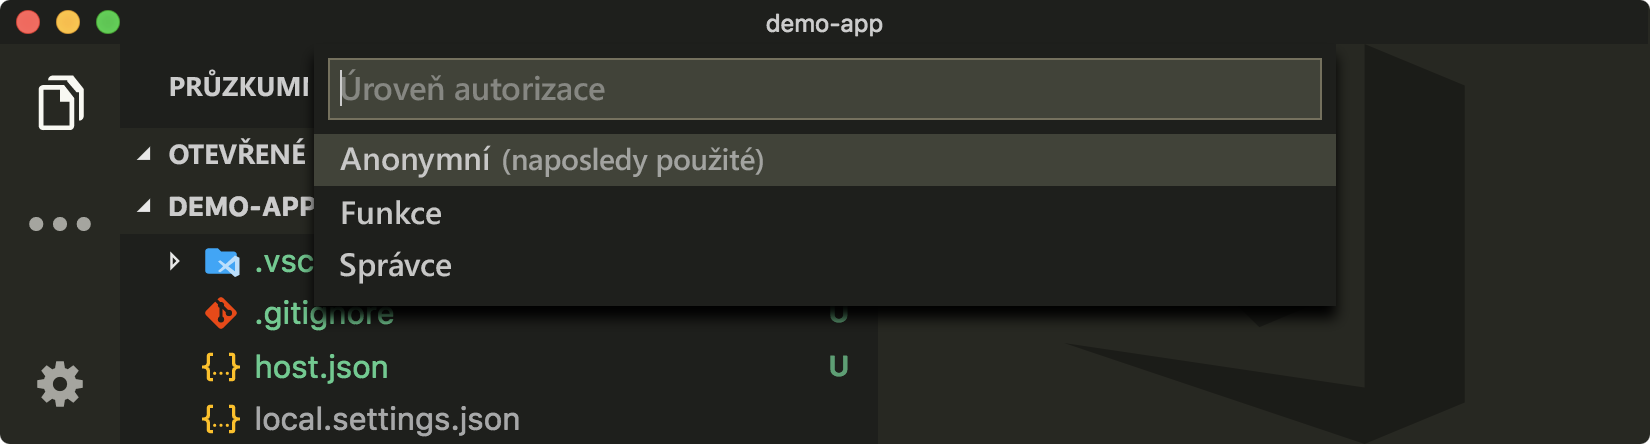 demo-app
PRŮZKUMI
Úroveň autorizace
OTEVŘENÉ
Anonymní (naposledy použité)
DEMO-APP
Funkce
.vsc
Správce
.gitignore U
host.json U
local.settings.json